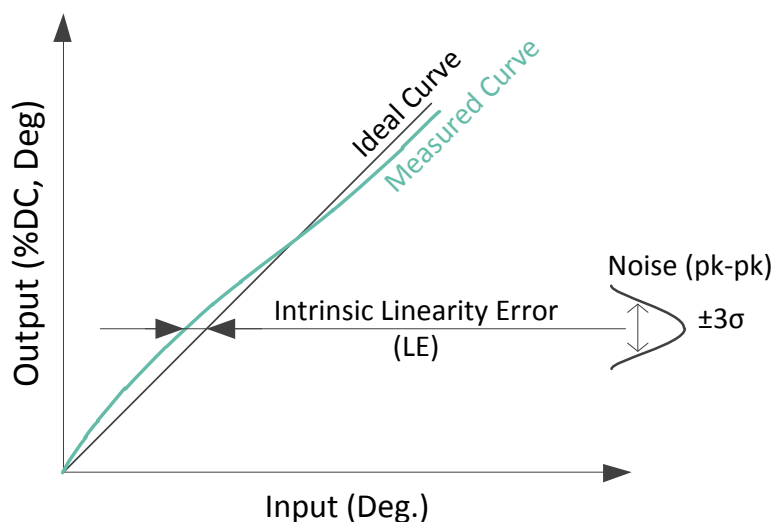 Output (%DC, Deg)
Ideal Curve
Measured Curve
Noise (pk-pk)
±3σ
Intrinsic Linearity Error
(LE)
Input (Deg.)